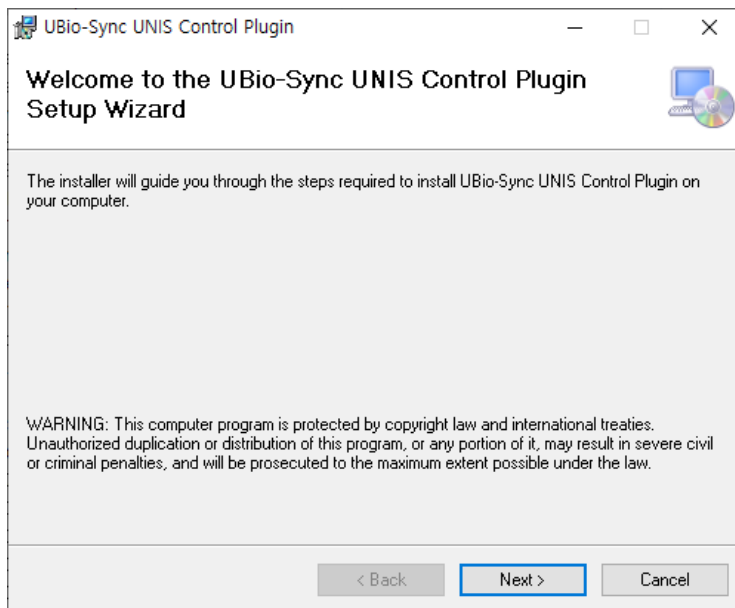 UBio-Sync UNIS Control Plugin
Welcome to the UBio-Sync UNIS Control Plugin
Setup Wizard
The installer will guide you through the steps required to install UBio-Sync UNIS Control Plugin on
your computer.
WARNING: This computer program is protected by copyright law and international treaties.
Unauthorized duplication or distribution of this program, or any portion of it, may result in severe civil
or criminal penalties, and will be prosecuted to the maximum extent possible under the law.
< Back Next > Cancel